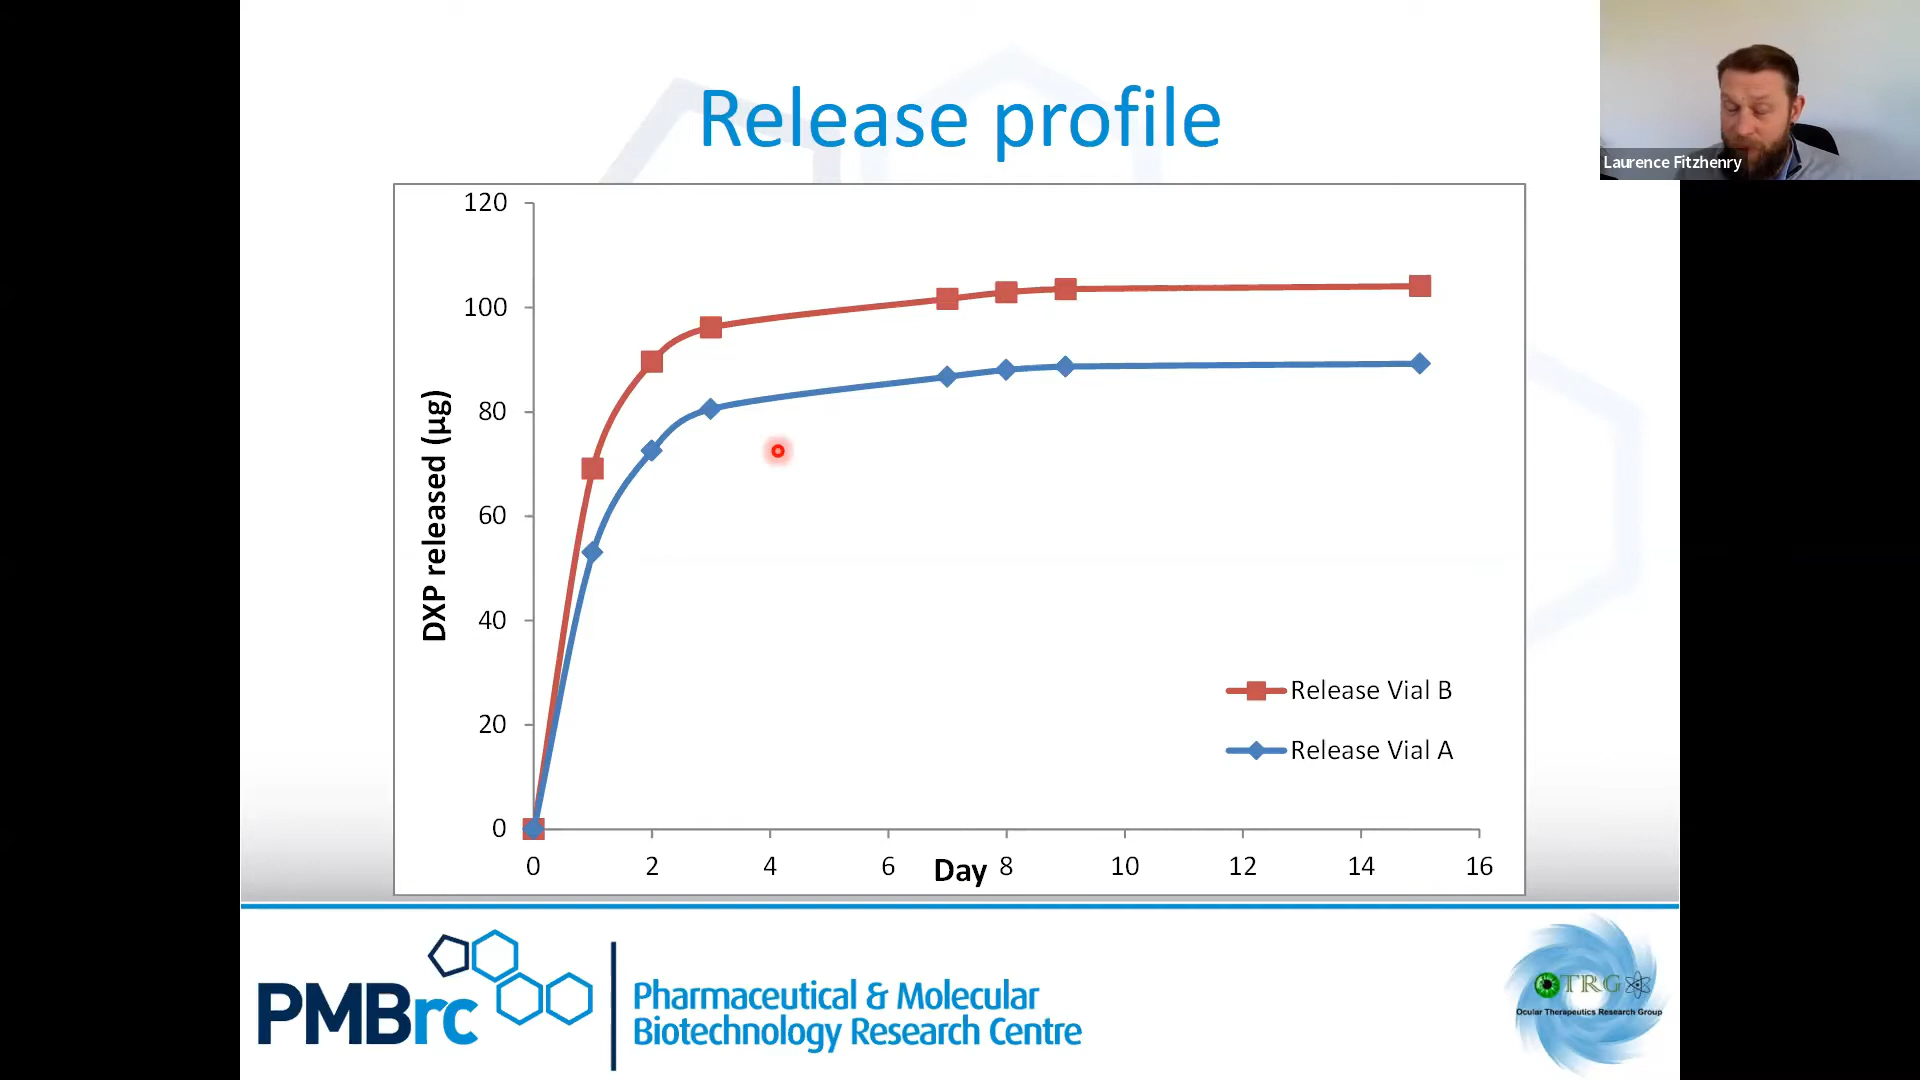 Release profile
Laurence Fitzhenry
120
100
80
60
40
20
0
DXP released (µg)
Release Vial B
Release Vial A
0 2 4 6 8 10 12 14 16
Day
PMBrc
Pharmaceutical & Molecular
Biotechnology Research Centre
OTRG
Ocular Therapeutics Research Group